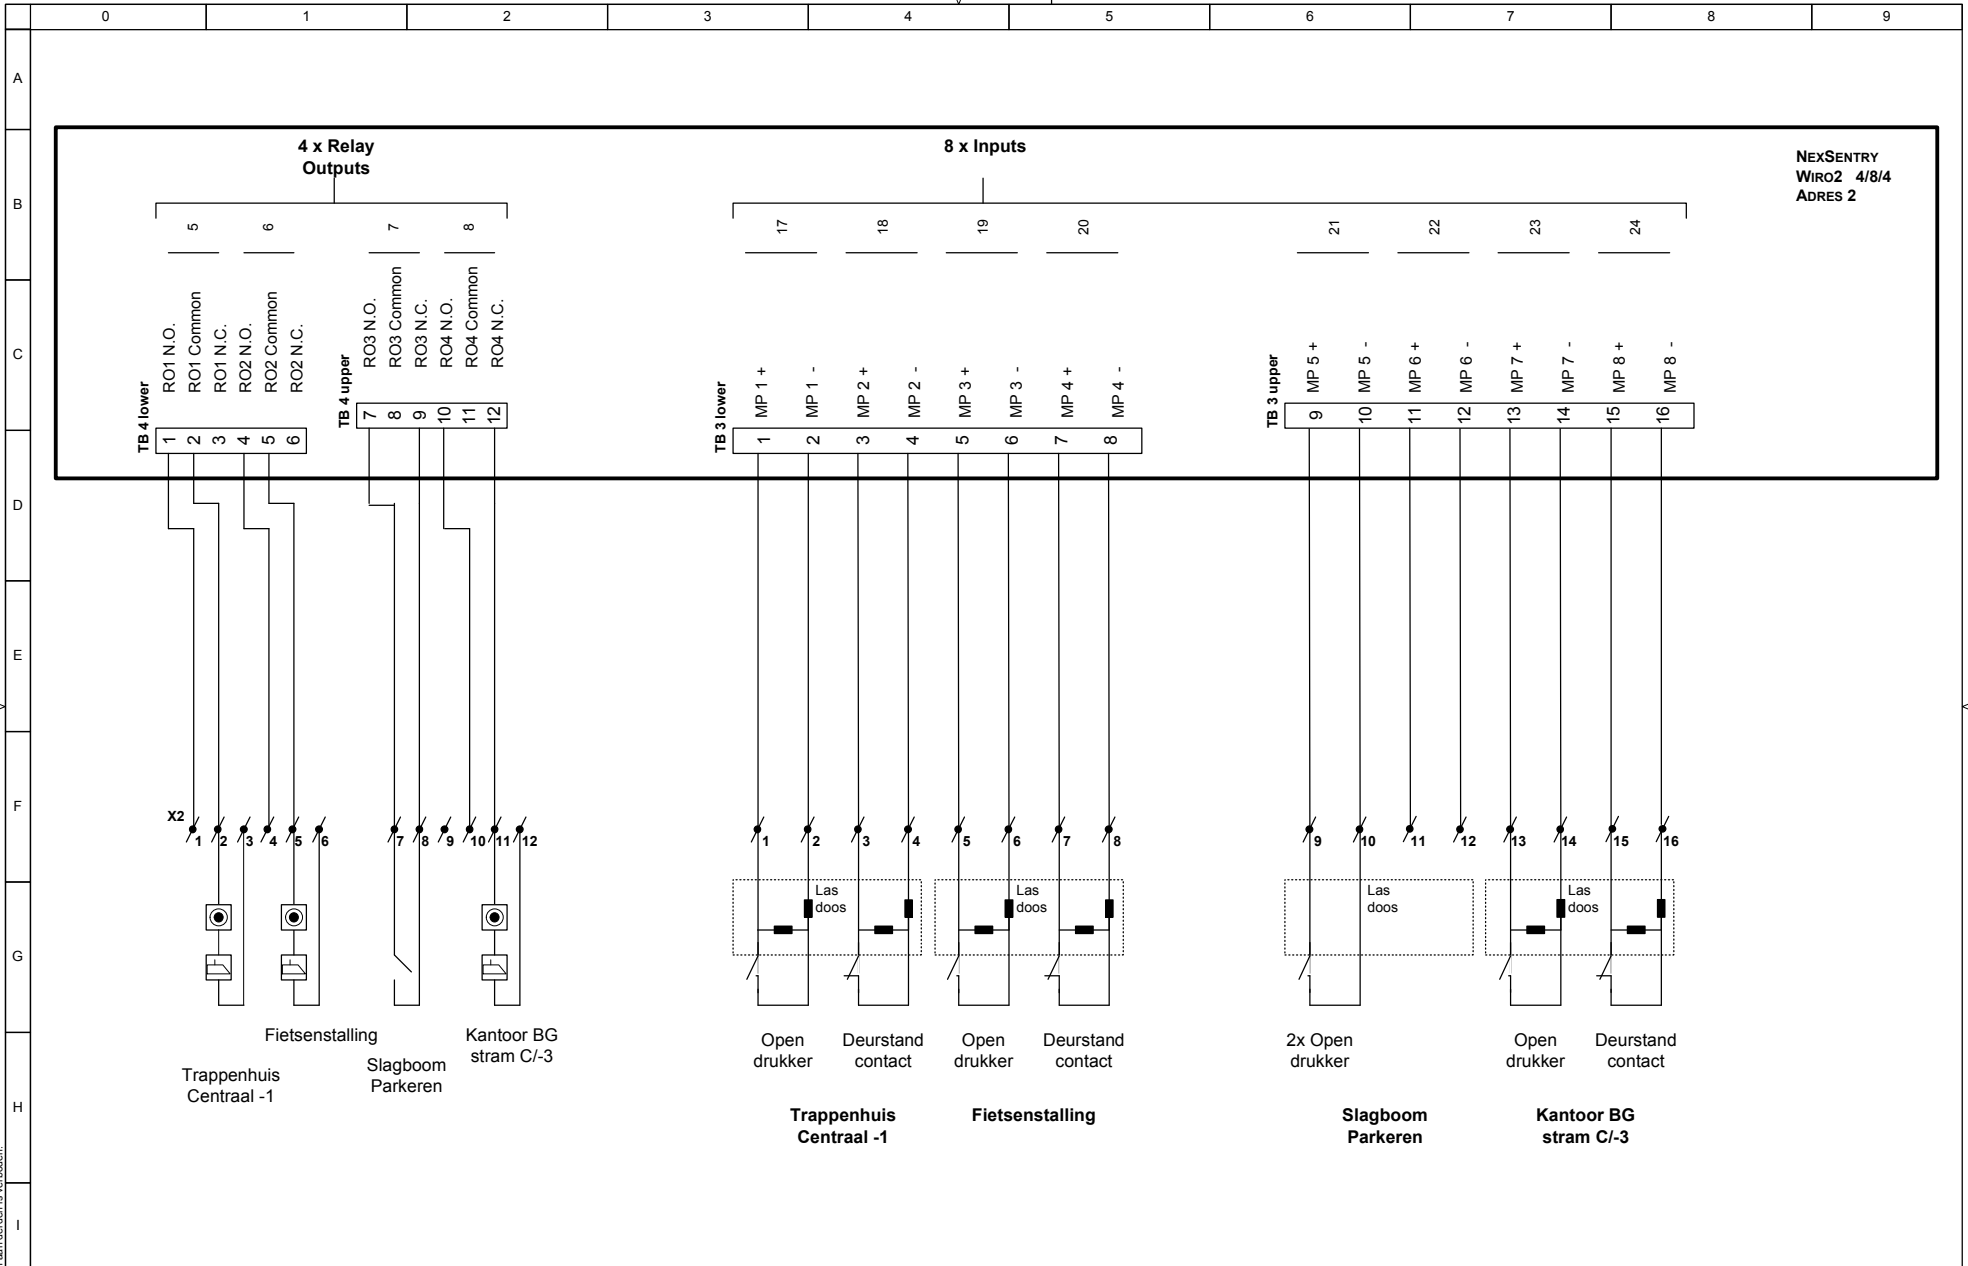 0 1 2 3 4 5 6 7 8 9
A
B
C
D
E
F
G
H
I
4 x Relay
Outputs
8 x Inputs
NEXSENTRY
WIRO2 4/8/4
ADRES 2
5 6 7 8
17 18 19 20 21 22 23 24
TB 4 lower
RO1 N.O.
RO1 Common
RO1 N.C.
RO2 N.O.
RO2 Common
RO2 N.C.
1 2 3 4 5 6
TB 4 upper
RO3 N.O.
RO3 Common
RO3 N.C.
RO4 N.O.
RO4 Common
RO4 N.C.
7 8 9 10 11 12
TB 3 lower
MP 1 +
MP 1 -
MP 2 +
MP 2 -
MP 3 +
MP 3 -
MP 4 +
MP 4 -
1 2 3 4 5 6 7 8
TB 3 upper
MP 5 +
MP 5 -
MP 6 +
MP 6 -
MP 7 +
MP 7 -
MP 8 +
MP 8 -
9 10 11 12 13 14 15 16
X2
1 2 3 4 5 6 7 8 9 10 11 12
1 2 3 4 5 6 7 8
9 10 11 12 13 14 15 16
Las
doos
Las
doos
Las
doos
Las
doos
Fietsenstalling
Trappenhuis
Centraal -1
Slagboom
Parkeren
Kantoor BG
stram C/-3
Open
drukker
Deurstand
contact
Open
drukker
Deurstand
contact
2x Open
drukker
Open
drukker
Deurstand
contact
Trappenhuis
Centraal -1
Fietsenstalling
Slagboom
Parkeren
Kantoor BG
stram C/-3